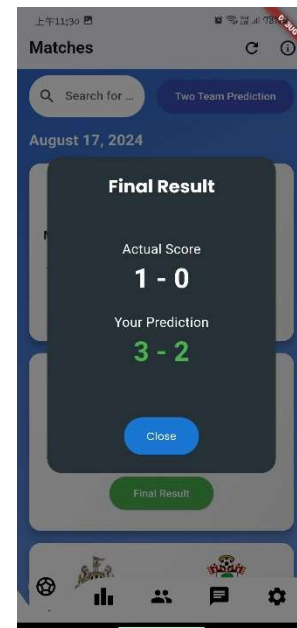 上午11:30
Matches
Search for ...
Two Team Prediction
August 17, 2024
Final Result
Actual Score
1 - 0
Your Prediction
3 - 2
Close
Final Result